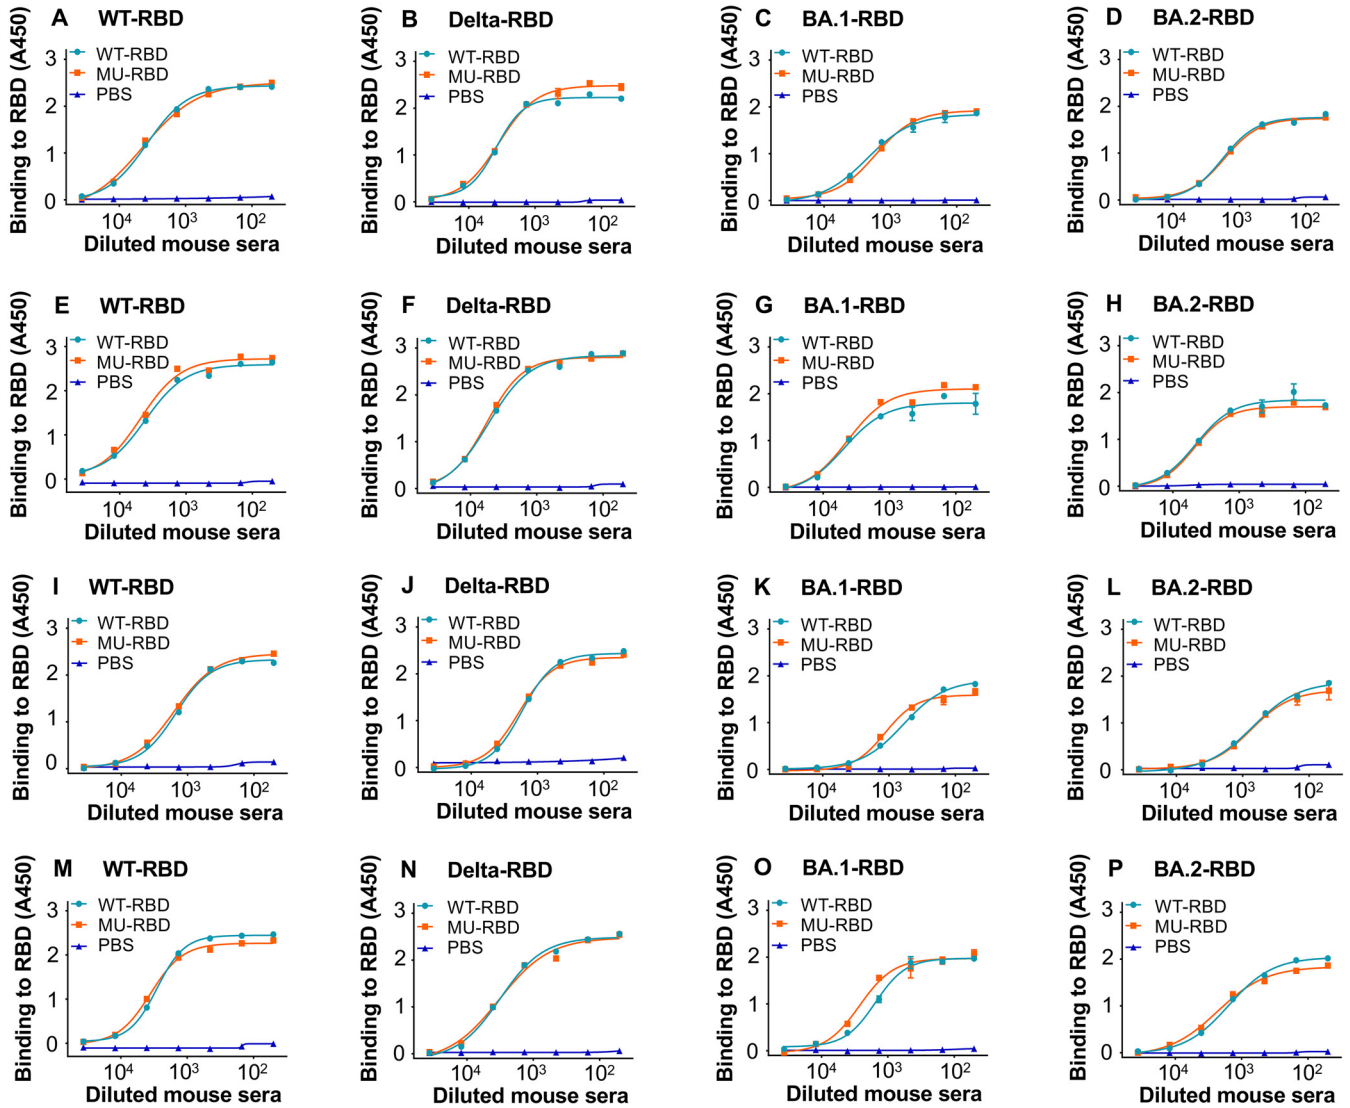 A WT-RBD
Binding to RBD (A450)
3
2
1
0
WT-RBD
MU-RBD
PBS
10⁴ 10³ 10²
Diluted mouse sera
B Delta-RBD
Binding to RBD (A450)
3
2
1
0
WT-RBD
MU-RBD
PBS
10⁴ 10³ 10²
Diluted mouse sera
C BA.1-RBD
Binding to RBD (A450)
3
2
1
0
WT-RBD
MU-RBD
PBS
10⁴ 10³ 10²
Diluted mouse sera
D BA.2-RBD
Binding to RBD (A450)
3
2
1
0
WT-RBD
MU-RBD
PBS
10⁴ 10³ 10²
Diluted mouse sera
E WT-RBD
Binding to RBD (A450)
3
2
1
0
WT-RBD
MU-RBD
PBS
10⁴ 10³ 10²
Diluted mouse sera
F Delta-RBD
Binding to RBD (A450)
3
2
1
0
WT-RBD
MU-RBD
PBS
10⁴ 10³ 10²
Diluted mouse sera
G BA.1-RBD
Binding to RBD (A450)
3
2
1
0
WT-RBD
MU-RBD
PBS
10⁴ 10³ 10²
Diluted mouse sera
H BA.2-RBD
Binding to RBD (A450)
3
2
1
0
WT-RBD
MU-RBD
PBS
10⁴ 10³ 10²
Diluted mouse sera
I WT-RBD
Binding to RBD (A450)
3
2
1
0
WT-RBD
MU-RBD
PBS
10⁴ 10³ 10²
Diluted mouse sera
J Delta-RBD
Binding to RBD (A450)
3
2
1
0
WT-RBD
MU-RBD
PBS
10⁴ 10³ 10²
Diluted mouse sera
K BA.1-RBD
Binding to RBD (A450)
3
2
1
0
WT-RBD
MU-RBD
PBS
10⁴ 10³ 10²
Diluted mouse sera
L BA.2-RBD
Binding to RBD (A450)
3
2
1
0
WT-RBD
MU-RBD
PBS
10⁴ 10³ 10²
Diluted mouse sera
M WT-RBD
Binding to RBD (A450)
3
2
1
0
WT-RBD
MU-RBD
PBS
10⁴ 10³ 10²
Diluted mouse sera
N Delta-RBD
Binding to RBD (A450)
3
2
1
0
WT-RBD
MU-RBD
PBS
10⁴ 10³ 10²
Diluted mouse sera
O BA.1-RBD
Binding to RBD (A450)
3
2
1
0
WT-RBD
MU-RBD
PBS
10⁴ 10³ 10²
Diluted mouse sera
P BA.2-RBD
Binding to RBD (A450)
3
2
1
0
WT-RBD
MU-RBD
PBS
10⁴ 10³ 10²
Diluted mouse sera